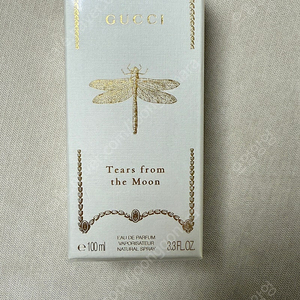 GUCCI
Tears from
the Moon
EAU DE PARFUM
VAPORISATEUR
NATURAL SPRAY
℮ 100 ml
3.3 FL.OZ.